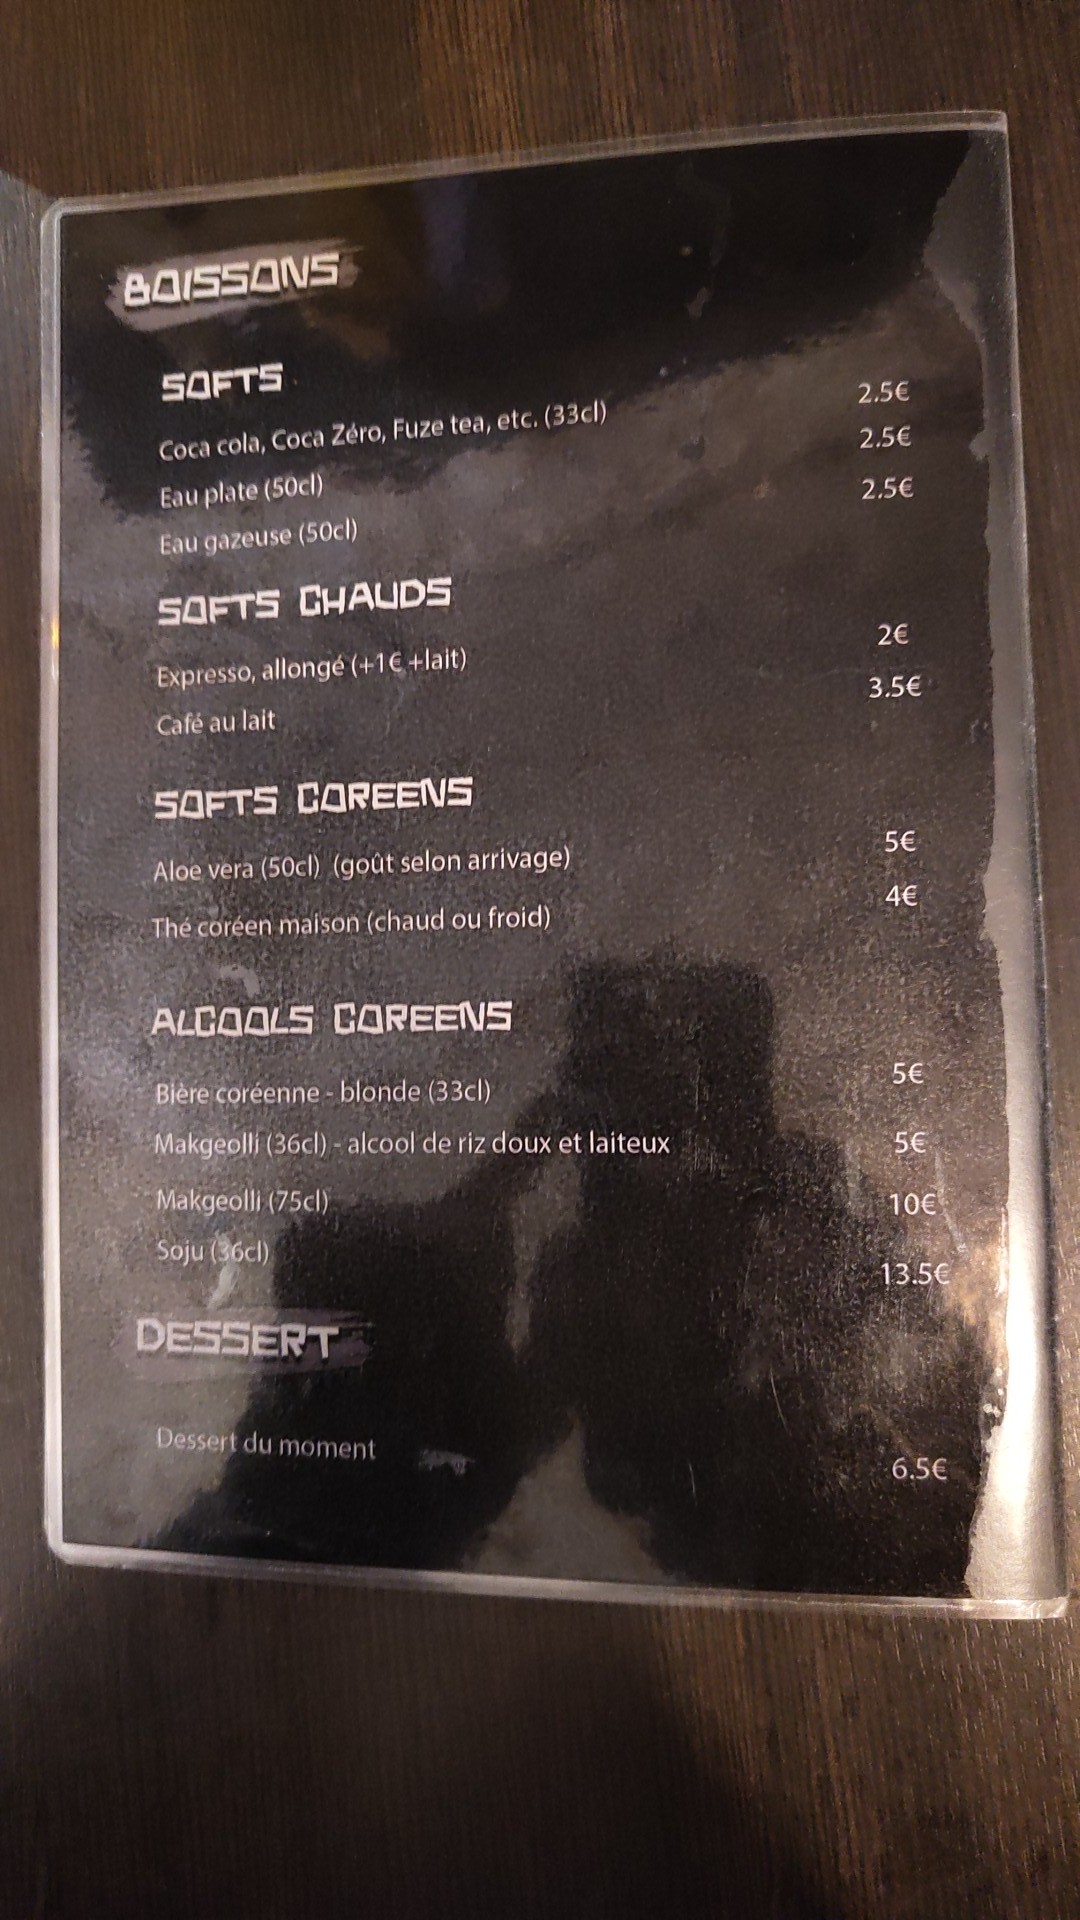 BOISSONS
SOFTS
Coca cola, Coca Zéro, Fuze tea, etc. (33cl) 2.5€
Eau plate (50cl) 2.5€
Eau gazeuse (50cl) 2.5€
SOFTS CHAUDS
Expresso, allongé (+1€ +lait) 2€
Café au lait 3.5€
SOFTS COREENS
Aloe vera (50cl) (goût selon arrivage) 5€
Thé coréen maison (chaud ou froid) 4€
ALCOOLS COREENS
Bière coréenne - blonde (33cl) 5€
Makgeolli (36cl) - alcool de riz doux et laiteux 5€
Makgeolli (75cl) 10€
Soju (36cl) 13.5€
DESSERT
Dessert du moment 6.5€